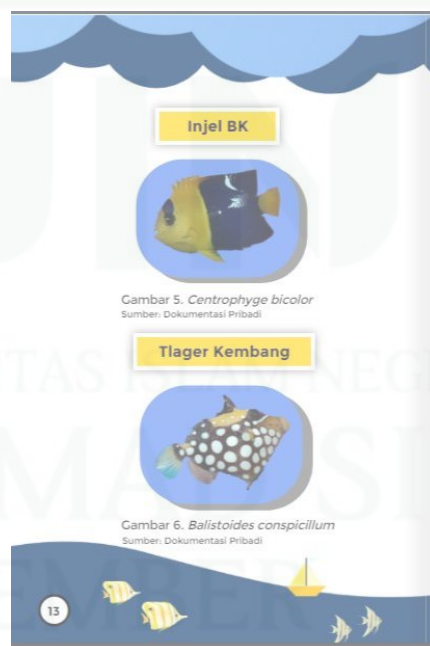 Injel BK
Gambar 5. Centrophyge bicolor
Sumber: Dokumentasi Pribadi
Tlager Kembang
Gambar 6. Balistoides conspicillum
Sumber: Dokumentasi Pribadi
13